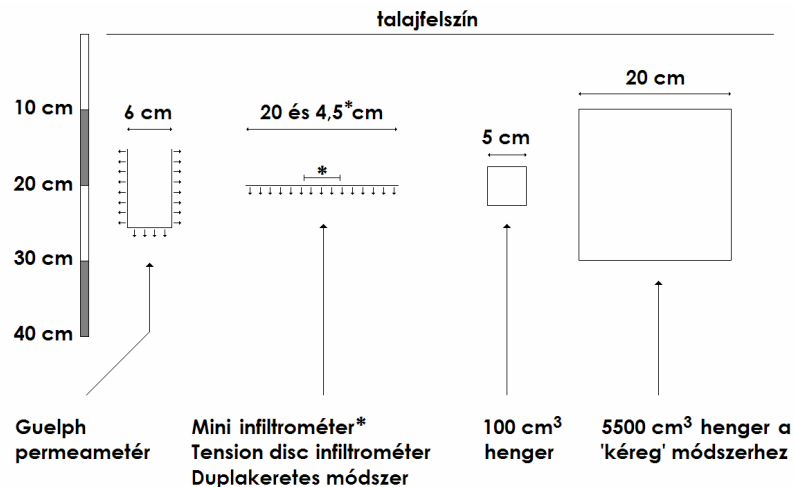 talajfelszín
20 cm
10 cm
6 cm
20 és 4,5*cm
5 cm
*
20 cm
30 cm
40 cm
Guelph
permeametér
Mini infiltrométer*
Tension disc infiltrométer
Duplakeretes módszer
100 cm³
henger
5500 cm³ henger a
'kéreg' módszerhez